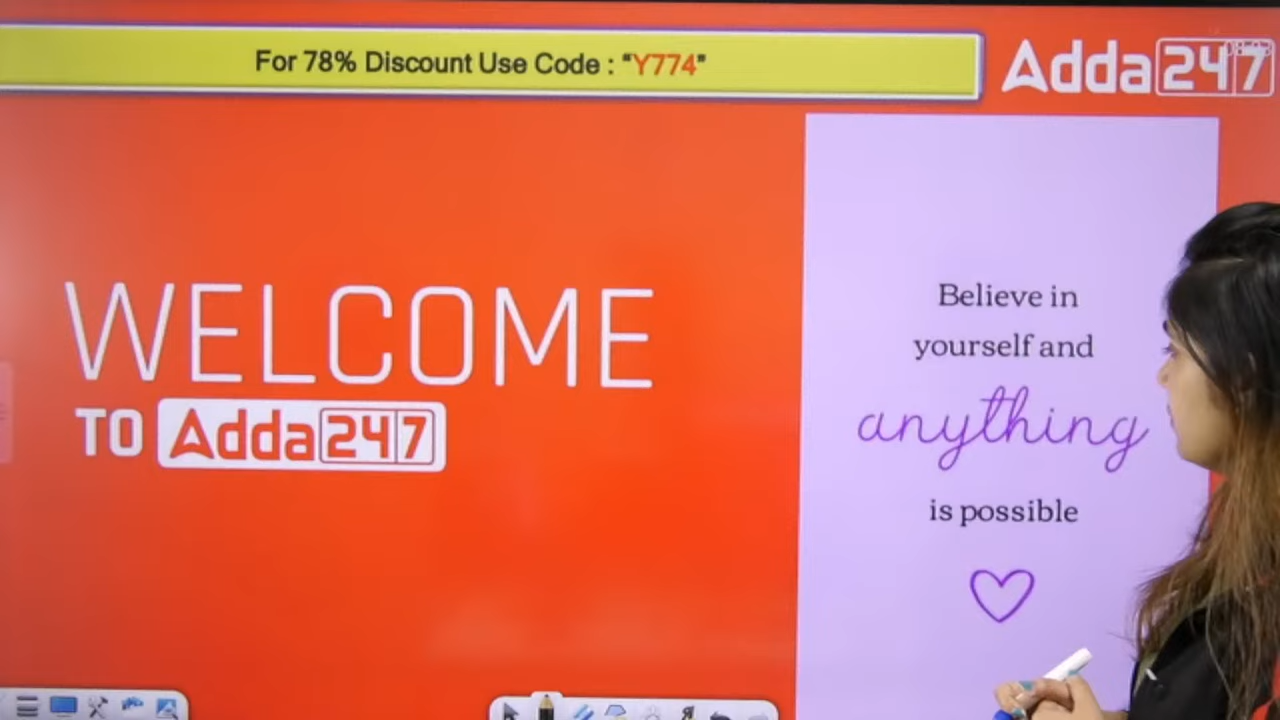 For 78% Discount Use Code : "Y774"
Adda247
WELCOME
TO Adda247
Believe in
yourself and
anything
is possible